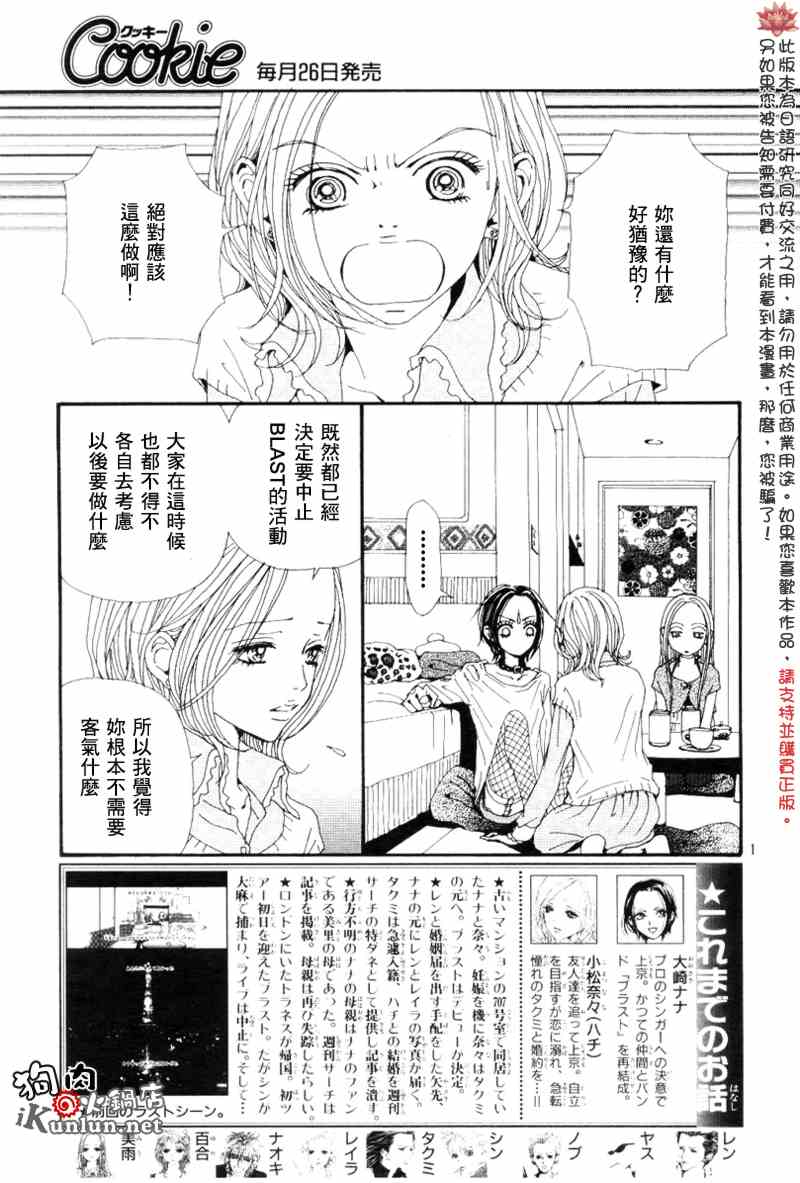 クッキー
Cookie
毎月26日発売
此版本為日語研究同好交流之用，請勿用於任何商業用途。如果您喜歡本作品，請支持並購買正版。
另如果您被告知需要付費，才能看到本漫畫，那麼，您被騙了！
妳還有什麼
好猶豫的？
絕對應該
這麼做啊！
………
既然都已經
決定要中止
BLAST的活動
大家在這時候
也都不得不
各自去考慮
以後要做什麼
所以我覺得
妳根本不需要
客氣什麼
1
★これまでのお話
はなし
大崎ナナ
プロのシンガーへの決意で
上京。かつての仲間とバン
ド「ブラスト」を再結成。
小松奈々（ハチ）
友人達を追って上京。自立
を目指すが恋に溺れ、急転
憧れのタクミと婚約を…!!
★古いマンションの707号室で同居してい
たナナと奈々。妊娠を機に奈々はタクミ
の元へ。ブラストはデビューが決定。
★レンと婚姻届を出す手配をした矢先、
ナナの元にレンとレイラの写真が届く。
タクミは急遽入籍、ハチとの結婚を週刊
サーチの特タネとして提供し記事を潰す。
★行方不明のナナの母親はナナのファン
である美里の母であった。週刊サーチは
記事を掲載。母親は再び失踪したらしい。
★ロンドンにいたトラネスが帰国。初ツ
アー初日を迎えたブラスト。だがシンが
大麻で捕まり、ライブは中止に。そして…
前回のラストシーン。
狗肉
火鍋店
iKunlun.net
レン
ヤス
ノブ
シン
タクミ
レイラ
ナオキ
百合
美雨